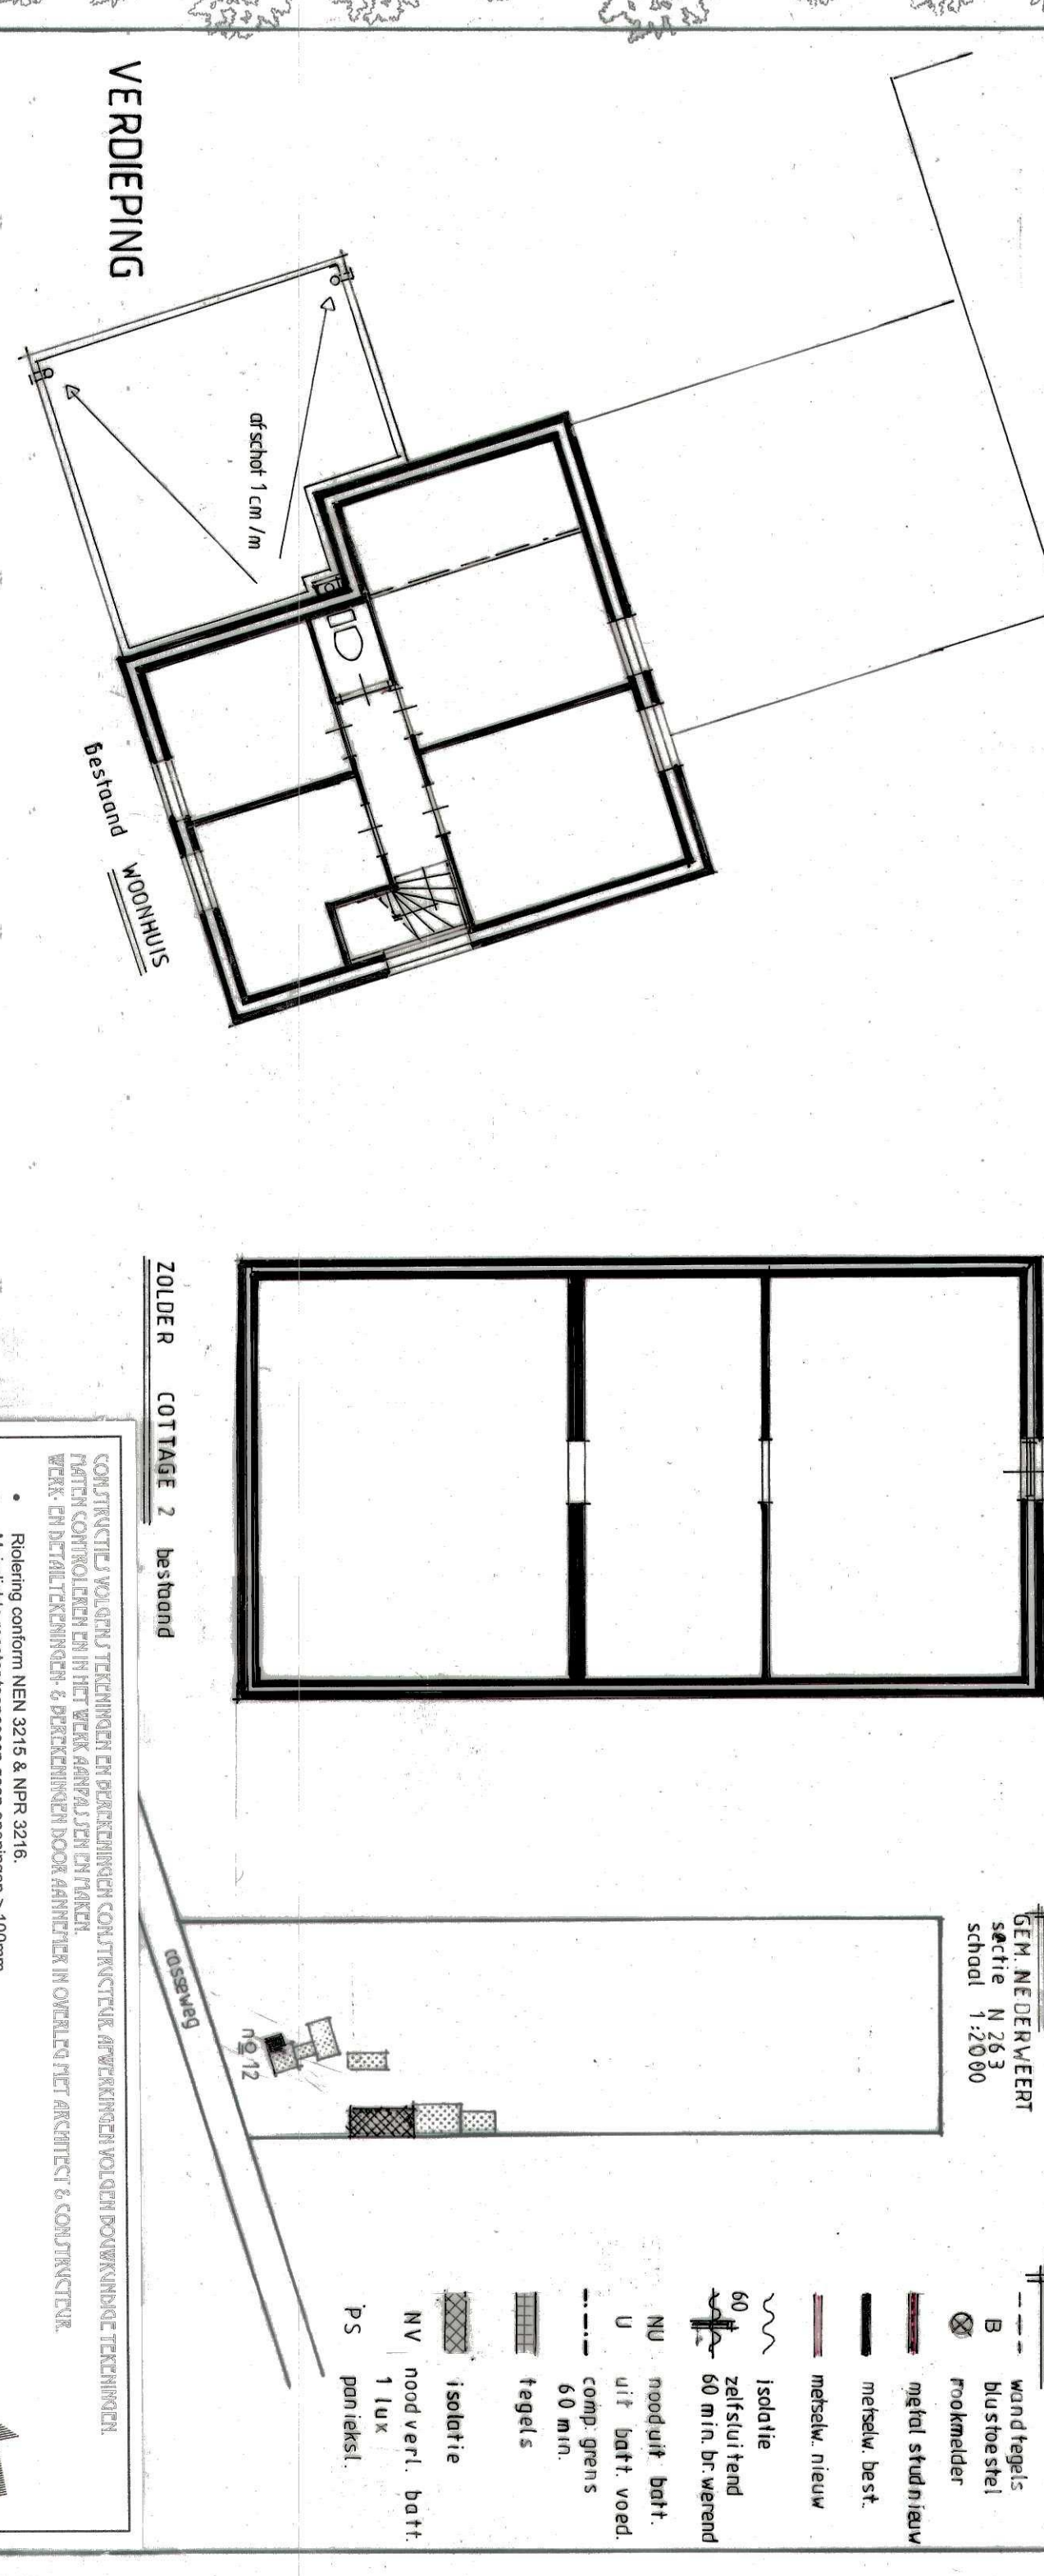 VERDIEPING
afschot 1 cm/m
bestaand WOONHUIS
ZOLDER COTTAGE 2 bestaand
GEM. NEDERWEERT
sectie N 263
schaal 1:2000
casseweg
no 12
wandtegels
B blustoestel
rookmelder
metal stud nieuw
metselw. best.
metselw. nieuw
isolatie
60 zelfsluitend
60 min. br. werend
NU nooduit batt.
U uit batt. voed.
comp. grens
60 min.
tegels
isolatie
NV noodverl. batt.
1 lux
PS panieksl.
CONSTRUCTIES VOLGENS TEKENINGEN EN BEREKENINGEN CONSTRUCTEUR AFWERKINGEN VOLGEN BOUWKUNDIGE TEKENINGEN.
MATEN CONTROLEREN EN IN HET WERK AANPASSEN EN MAKEN.
WERK- EN DETAILTEKENINGEN- & BEREKENINGEN DOOR AANNEMER IN OVERLEG MET ARCHITECT & CONSTRUCTEUR.
• Riolering conform NEN 3215 & NPR 3216.